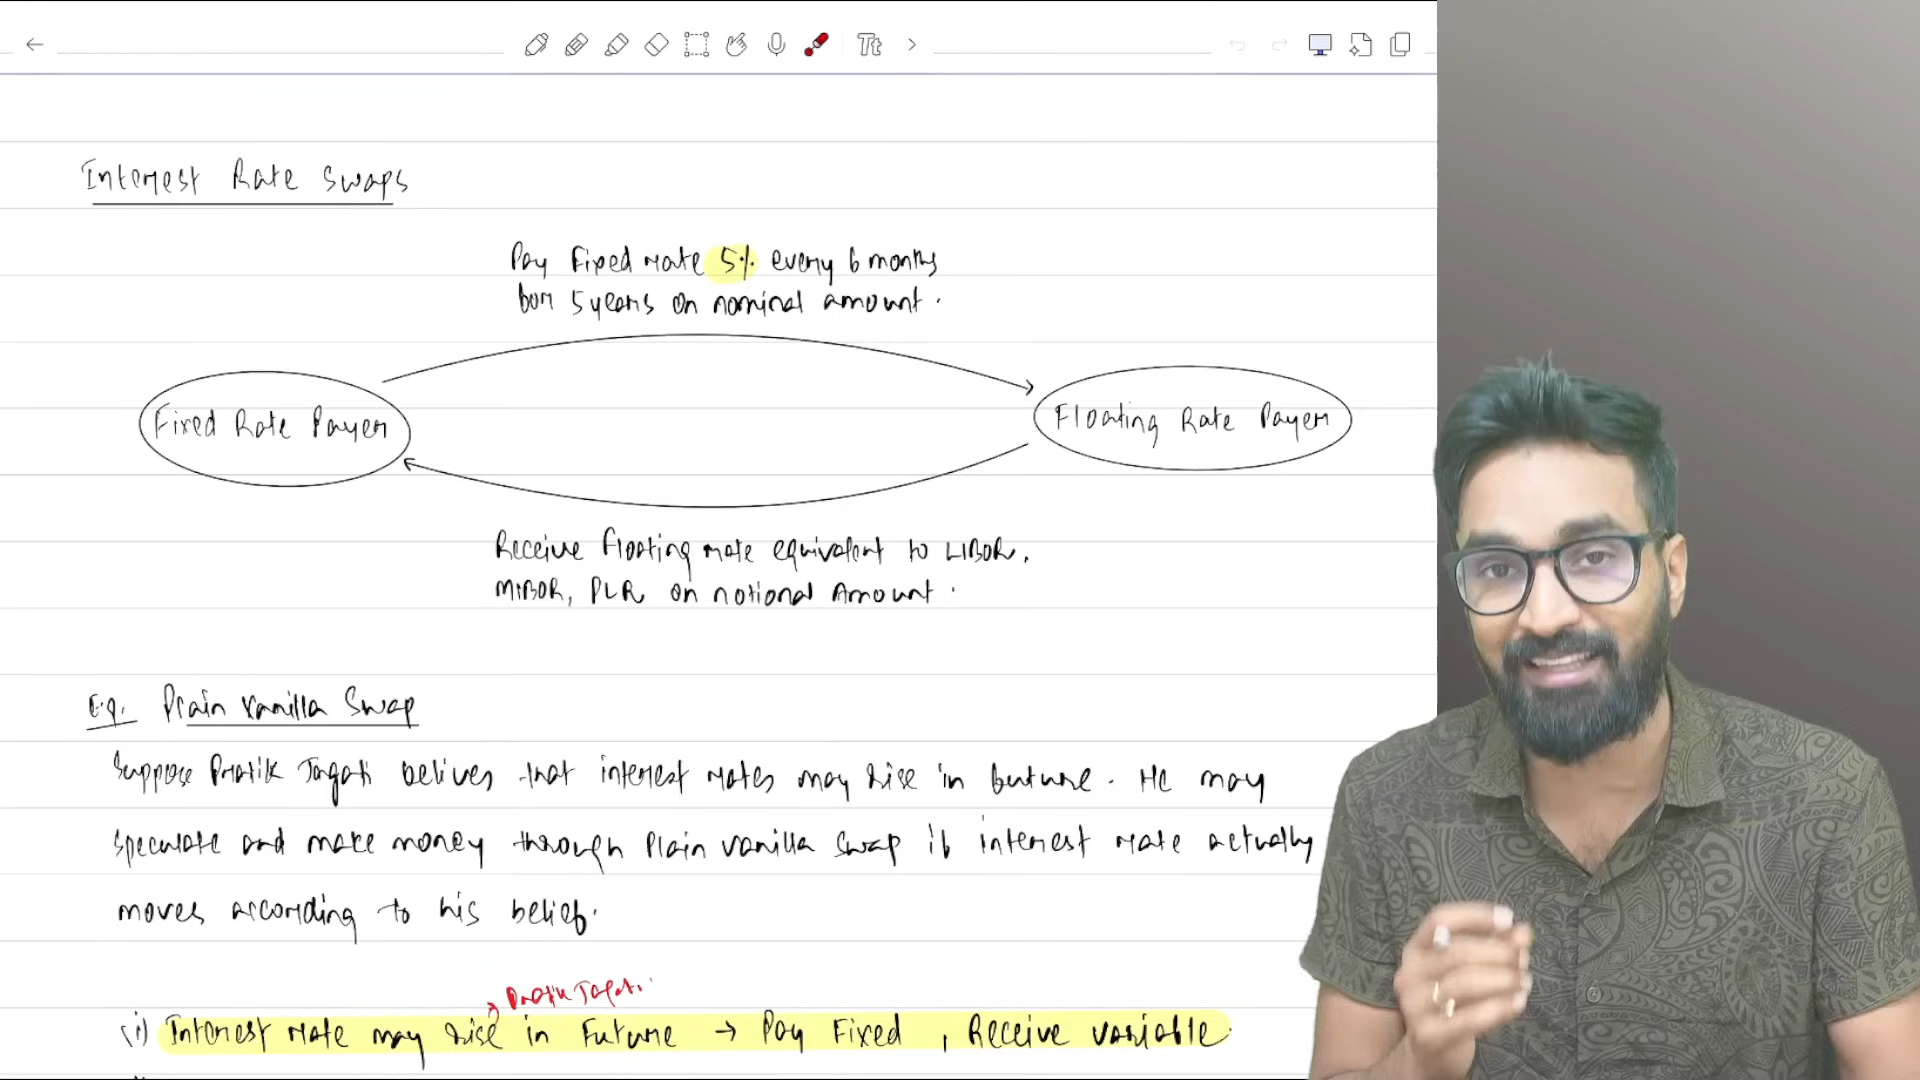 Tt
Interest Rate Swaps
Pay Fixed rate 5% every 6 months
for 5 years on nominal amount.
Fixed Rate Payer
Floating Rate Payer
Receive floating rate equivalent to LIBOR,
MIBOR, PLR on notional Amount.
E.g. Plain Vanilla Swap
Suppose Pratik Jagati belives that interest rates may rise in future. He may
speculate and make money through Plain vanilla swap if interest rate actually
moves according to his belief.
Pratik Jagati
(i) Interest rate may rise in Future → Pay Fixed, Receive variable